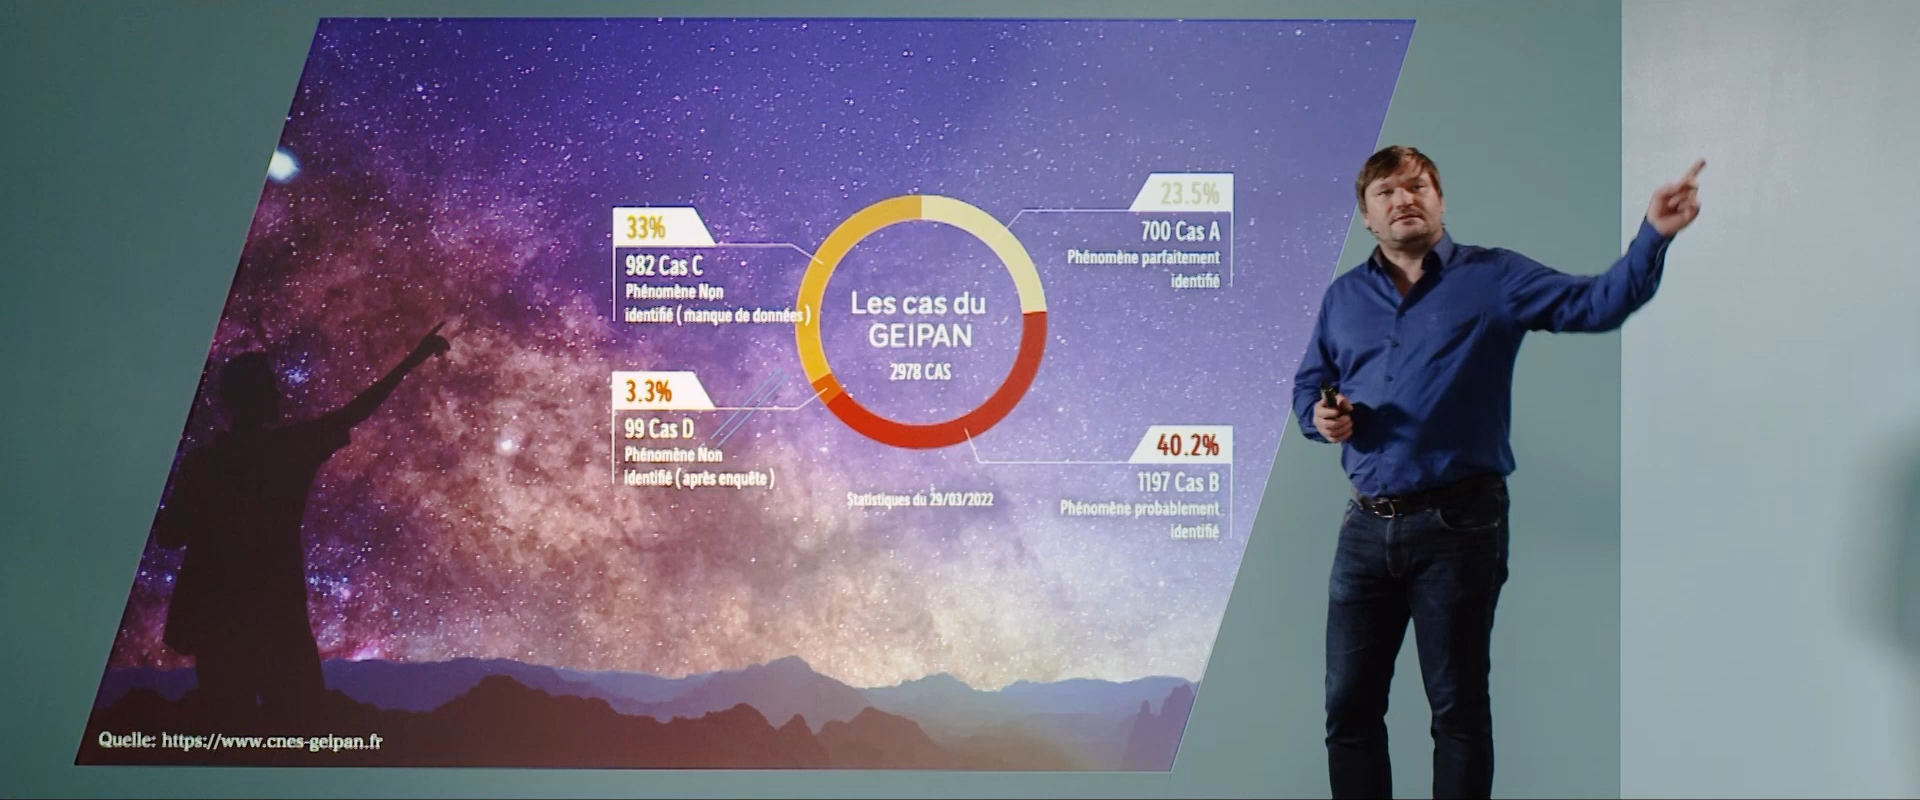 33%
982 Cas C
Phénomène Non
identifié ( manque de données )
3.3%
99 Cas D
Phénomène Non
identifié ( après enquête )
Les cas du
GEIPAN
2978 CAS
Statistiques du 29/03/2022
23.5%
700 Cas A
Phénomène parfaitement
identifié
40.2%
1197 Cas B
Phénomène probablement
identifié
Quelle: https://www.cnes-geipan.fr